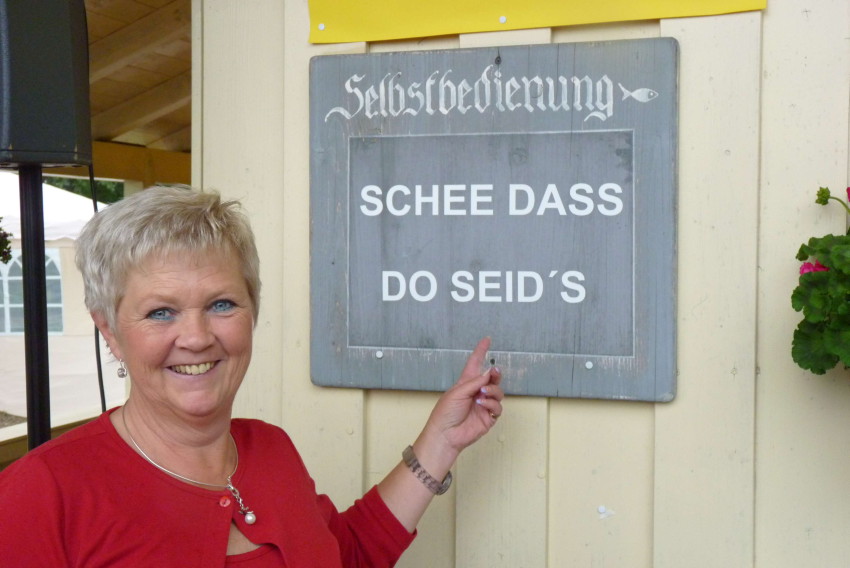 Selbstbedienung
SCHEE DASS
DO SEID´S